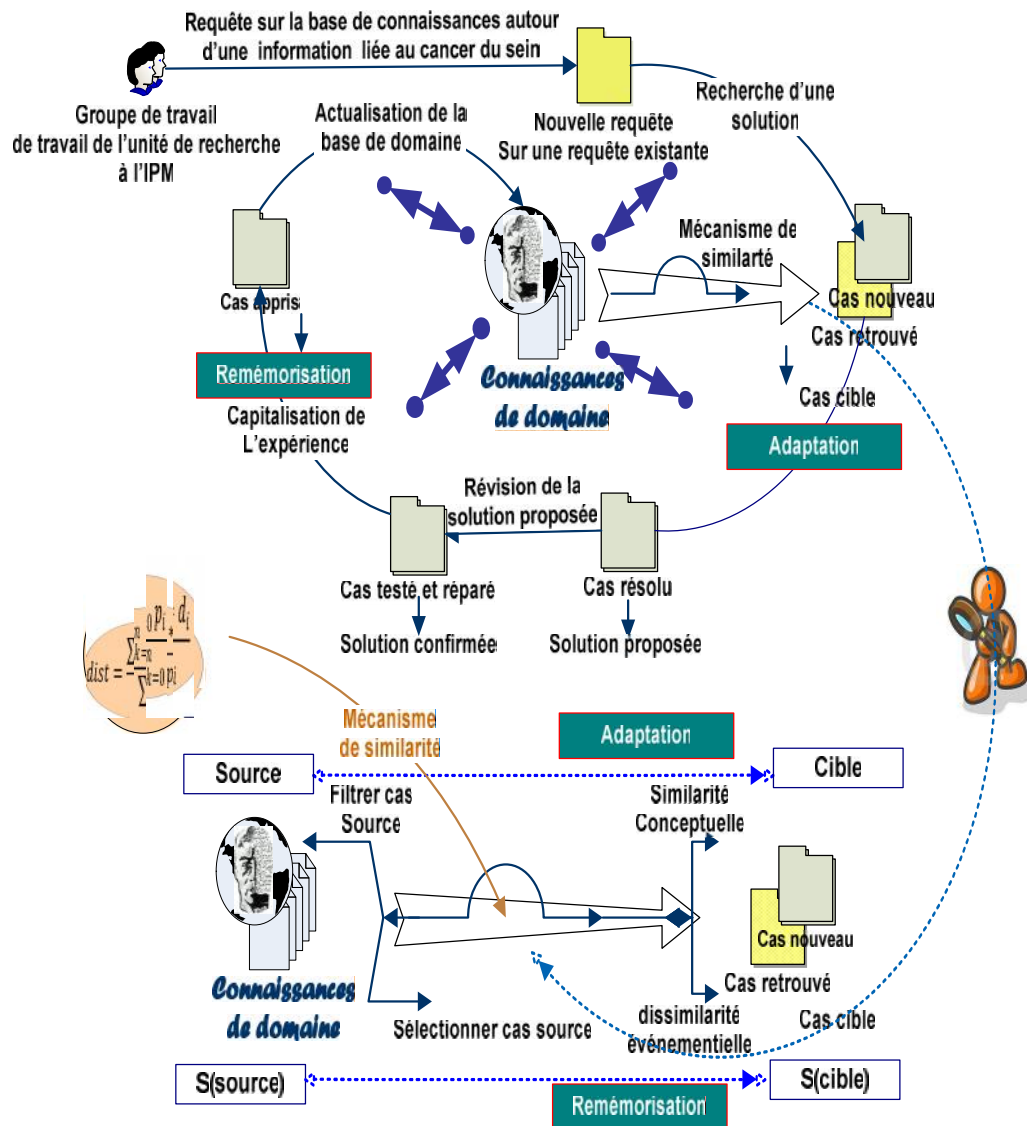 Requête sur la base de connaissances autour
d'une information liée au cancer du sein
Groupe de travail
de travail de l'unité de recherche
à l'IPM
Actualisation de la
base de domaine
Nouvelle requête
Sur une requête existante
Recherche d'une
solution
Mécanisme de
similarté
Cas nouveau
Cas retrouvé
Cas cible
Cas appris
Remémorisation
Capitalisation de
L'expérience
Connaissances
de domaine
Adaptation
Révision de la
solution proposée
Cas testé et réparé
Cas résolu
Solution confirmée
Solution proposée
Mécanisme
de similarité
Adaptation
Source
Cible
Filtrer cas
Source
Similarité
Conceptuelle
Cas nouveau
Cas retrouvé
Cas cible
Connaissances
de domaine
Sélectionner cas source
dissimilarité
événementielle
S(source)
S(cible)
Remémorisation
dist =